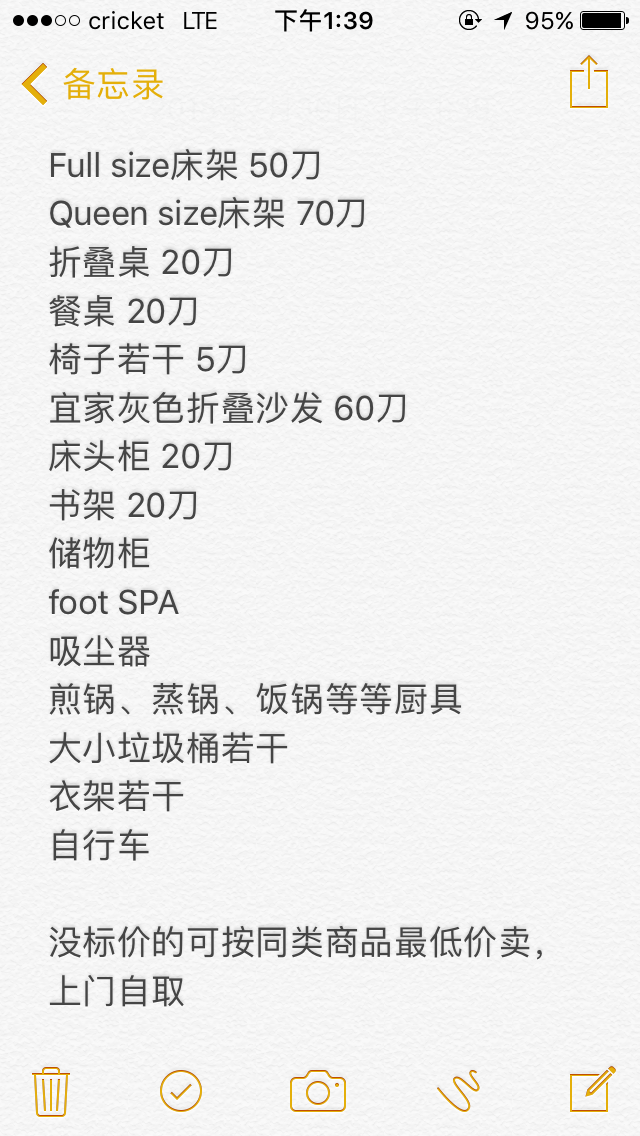 cricket LTE 下午1:39 95%
备忘录
Full size床架 50刀
Queen size床架 70刀
折叠桌 20刀
餐桌 20刀
椅子若干 5刀
宜家灰色折叠沙发 60刀
床头柜 20刀
书架 20刀
储物柜
foot SPA
吸尘器
煎锅、蒸锅、饭锅等等厨具
大小垃圾桶若干
衣架若干
自行车
没标价的可按同类商品最低价卖，
上门自取